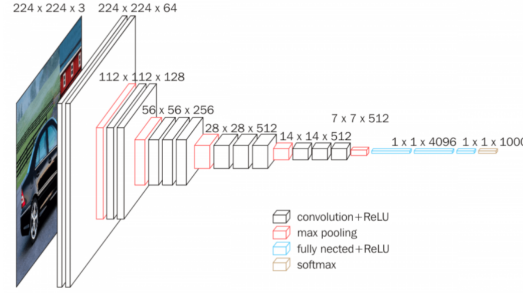 224 x 224 x 3
224 x 224 x 64
112 x 112 x 128
56 x 56 x 256
28 x 28 x 512
14 x 14 x 512
7 x 7 x 512
1 x 1 x 4096
1 x 1 x 1000
convolution+ReLU
max pooling
fully nected+ReLU
softmax